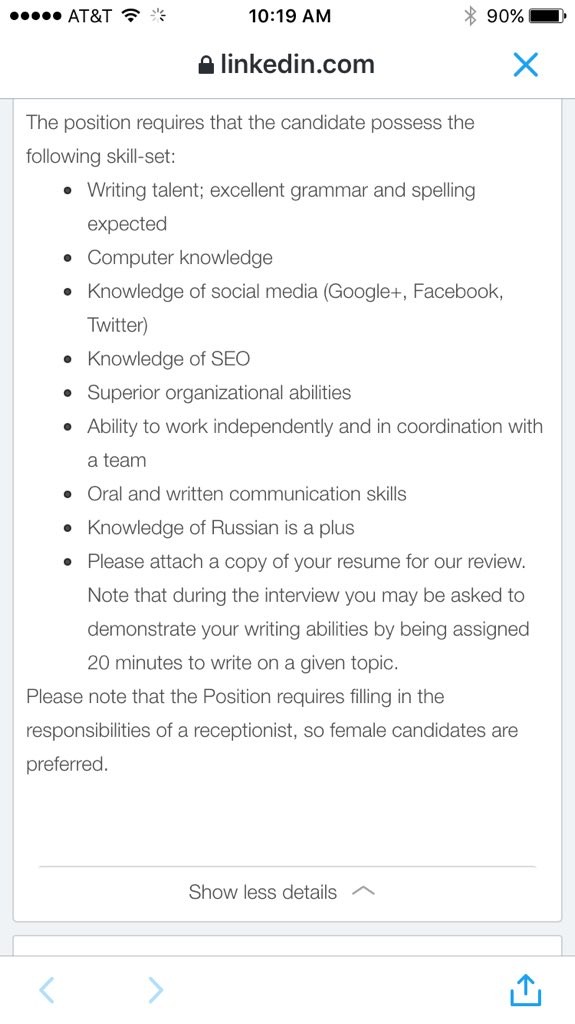 AT&T 10:19 AM 90%
linkedin.com
The position requires that the candidate possess the
following skill-set:
• Writing talent; excellent grammar and spelling
expected
• Computer knowledge
• Knowledge of social media (Google+, Facebook,
Twitter)
• Knowledge of SEO
• Superior organizational abilities
• Ability to work independently and in coordination with
a team
• Oral and written communication skills
• Knowledge of Russian is a plus
• Please attach a copy of your resume for our review.
Note that during the interview you may be asked to
demonstrate your writing abilities by being assigned
20 minutes to write on a given topic.
Please note that the Position requires filling in the
responsibilities of a receptionist, so female candidates are
preferred.
Show less details